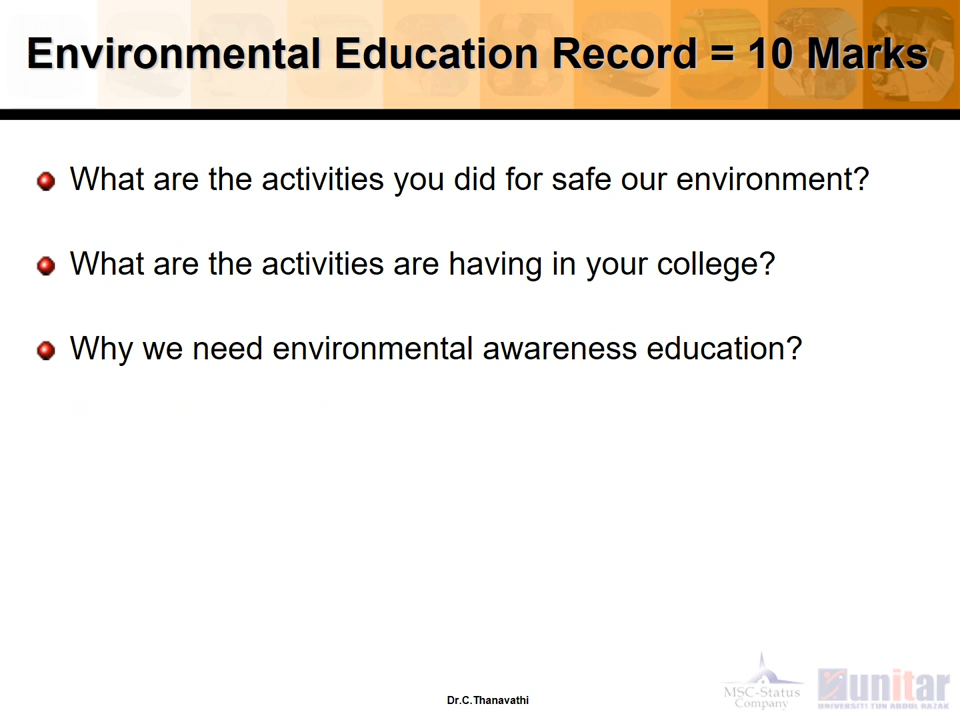 Environmental Education Record = 10 Marks
What are the activities you did for safe our environment?
What are the activities are having in your college?
Why we need environmental awareness education?
Dr.C.Thanavathi
MSC-Status
Company
unitar
UNIVERSITI TUN ABDUL RAZAK